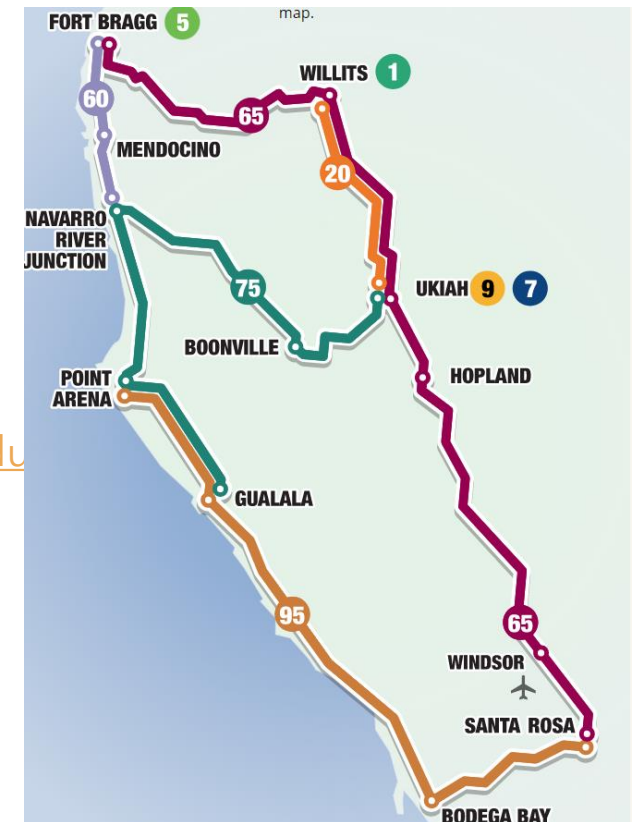 map.
FORT BRAGG 5
WILLITS 1
60
65
MENDOCINO
20
NAVARRO
RIVER
JUNCTION
75
UKIAH 9 7
BOONVILLE
HOPLAND
POINT
ARENA
lu
GUALALA
95
65
WINDSOR
SANTA ROSA
BODEGA BAY